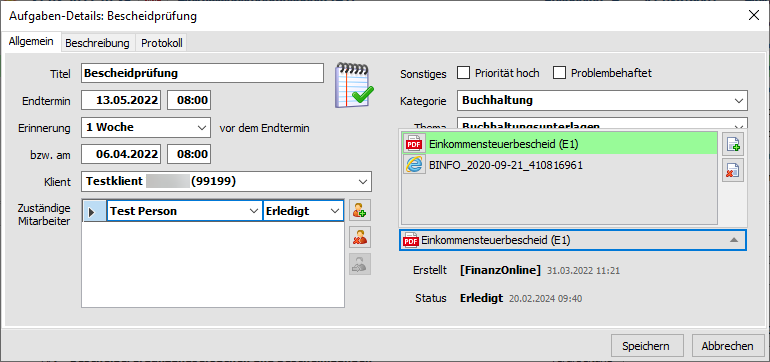 Aufgaben-Details: Bescheidprüfung
Allgemein Beschreibung Protokoll
Titel Bescheidprüfung
Endtermin 13.05.2022 08:00
Erinnerung 1 Woche vor dem Endtermin
bzw. am 06.04.2022 08:00
Klient Testklient (99199)
Zuständige Mitarbeiter Test Person Erledigt
Sonstiges Priorität hoch Problembehaftet
Kategorie Buchhaltung
Thema Buchhaltungsunterlagen
PDF Einkommensteuerbescheid (E1)
BINFO_2020-09-21_410816961
PDF Einkommensteuerbescheid (E1)
Erstellt [FinanzOnline] 31.03.2022 11:21
Status Erledigt 20.02.2024 09:40
Speichern Abbrechen